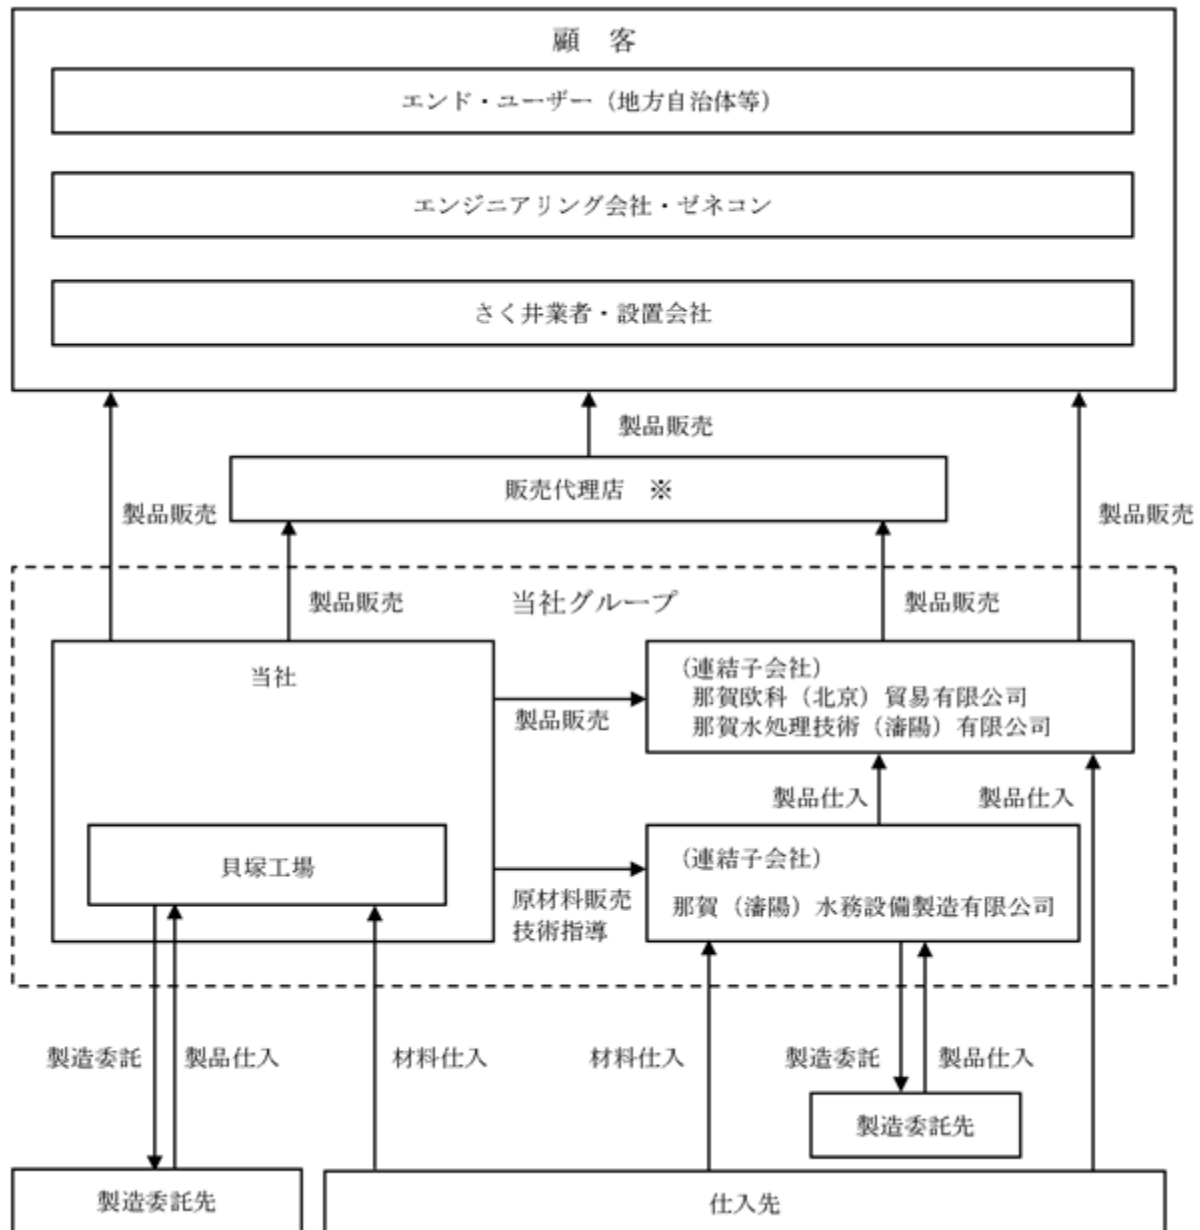 顧　客
エンド・ユーザー（地方自治体等）
エンジニアリング会社・ゼネコン
さく井業者・設置会社
製品販売
販売代理店　※
製品販売
製品販売
製品販売
当社グループ
製品販売
当社
（連結子会社）
那賀欧科（北京）貿易有限公司
那賀水処理技術（瀋陽）有限公司
製品販売
製品仕入
製品仕入
貝塚工場
（連結子会社）
那賀（瀋陽）水務設備製造有限公司
原材料販売
技術指導
製造委託
製品仕入
材料仕入
材料仕入
製造委託
製品仕入
製造委託先
製造委託先
仕入先